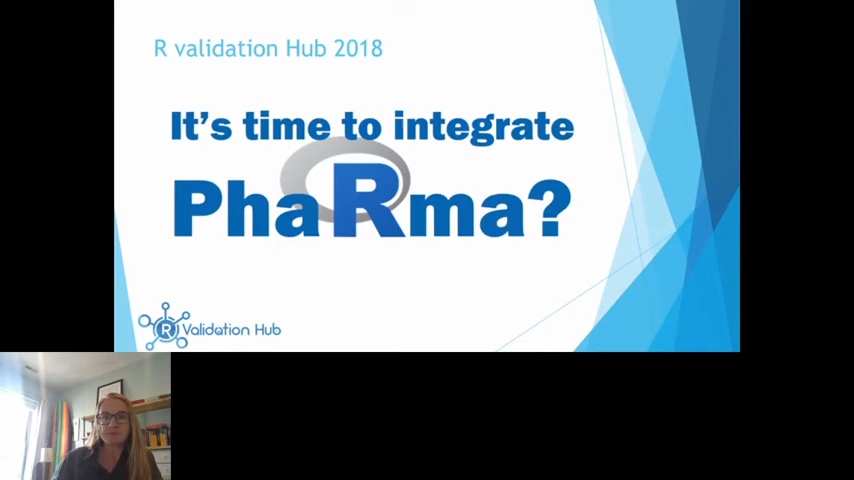 R validation Hub 2018
It's time to integrate
PhaRma?
R Validation Hub